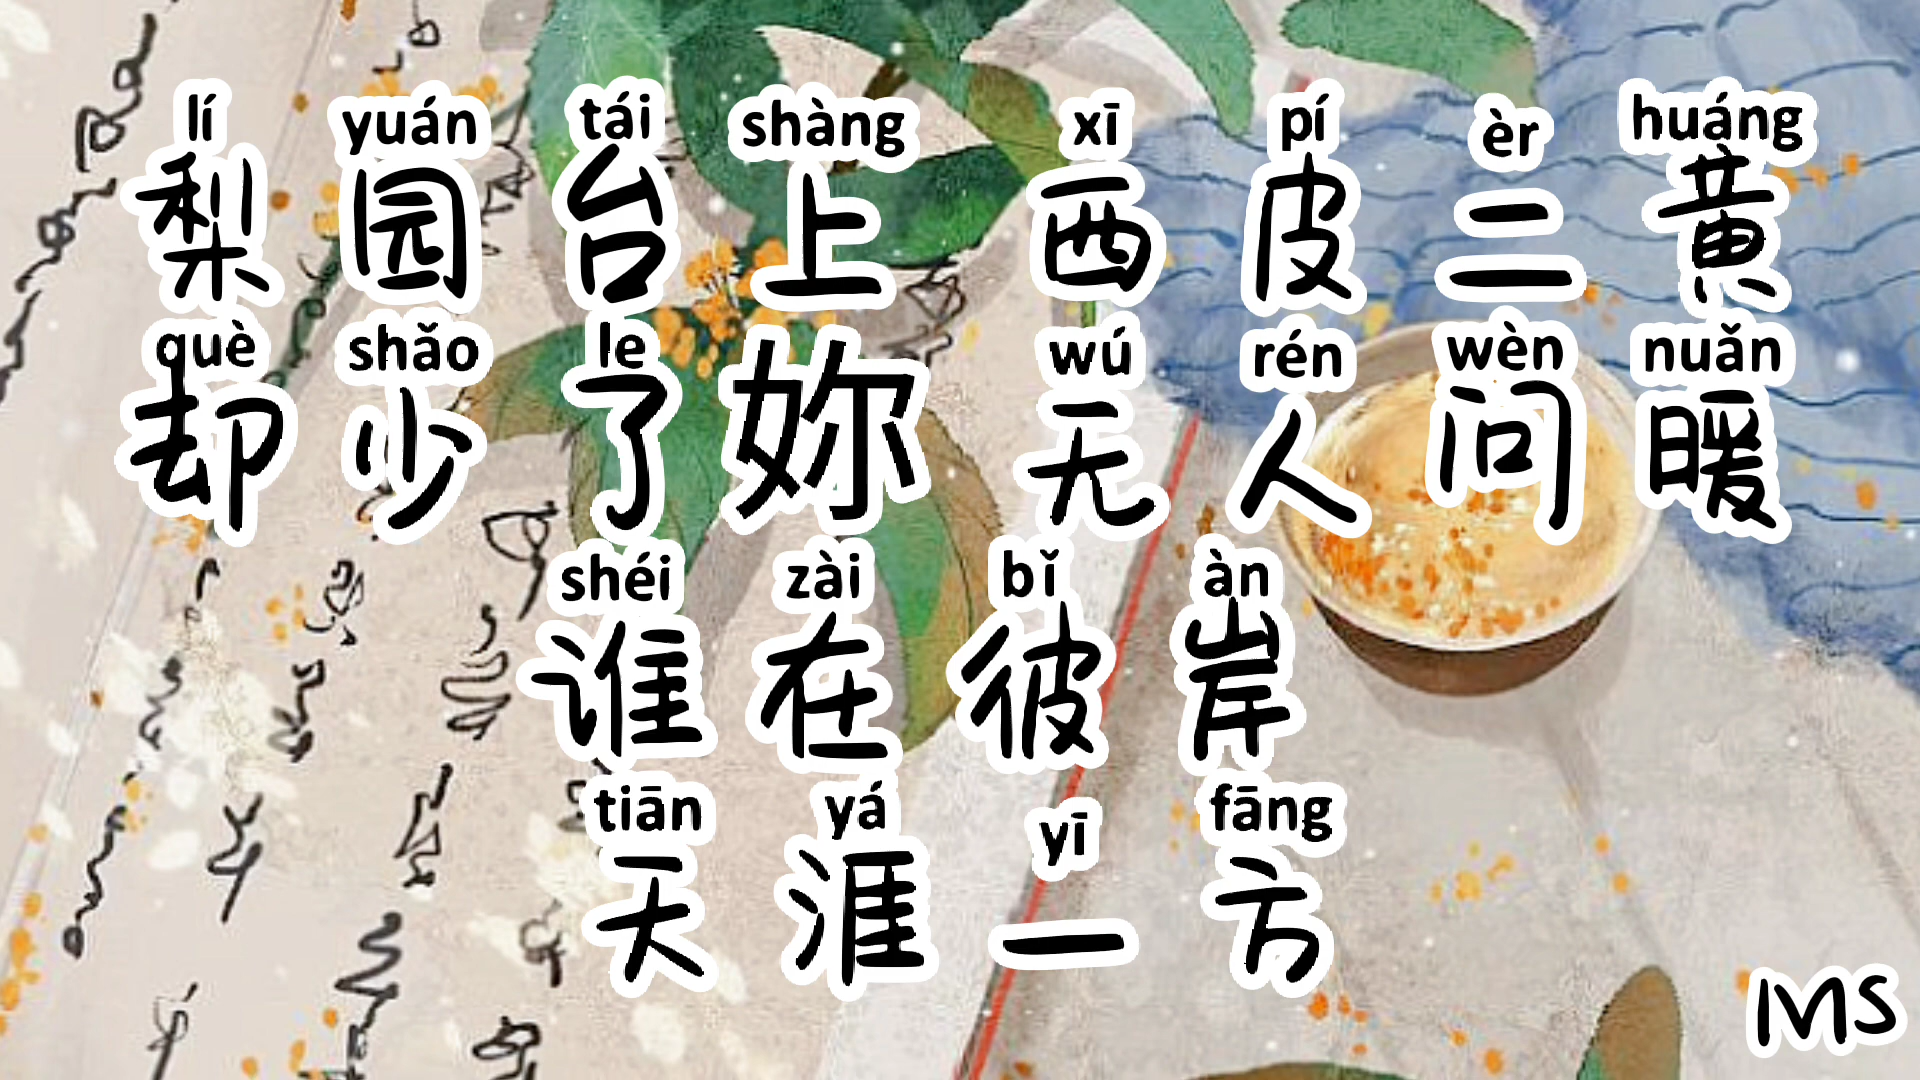 lí yuán tái shàng xī pí èr huáng
梨园台上 西皮二黄
què shǎo le wú rén wèn nuǎn
却少了妳 无人问暖
shéi zài bǐ àn
谁在彼岸
tiān yá yī fāng
天涯一方
MS